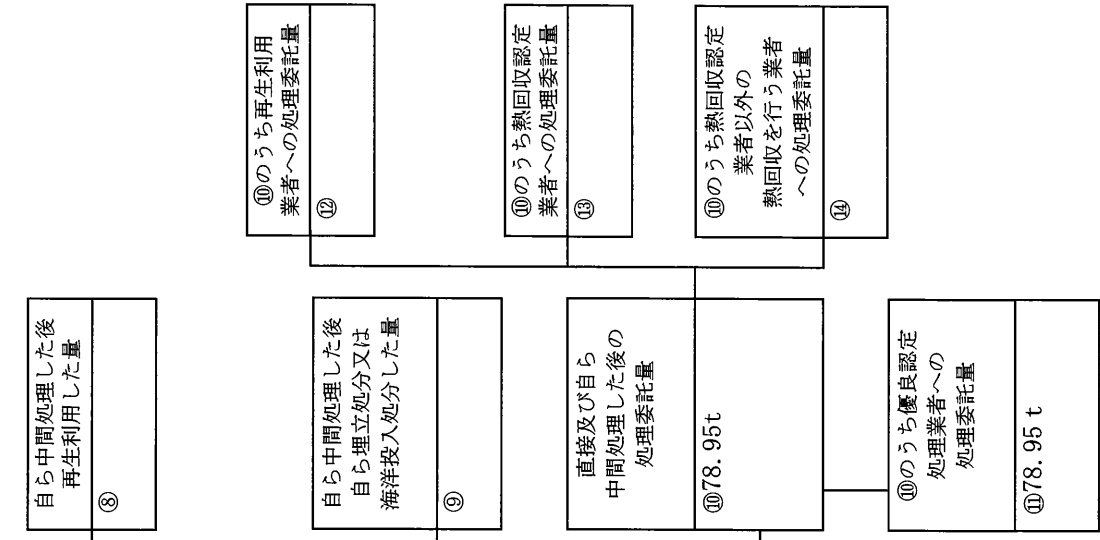 自ら中間処理した後
再生利用した量
⑧
自ら中間処理した後
自ら埋立処分又は
海洋投入処分した量
⑨
直接及び自ら
中間処理した後の
処理委託量
⑩78.95t
⑩のうち優良認定
処理業者への
処理委託量
⑪78.95t
⑩のうち再生利用
業者への処理委託量
⑫
⑩のうち熱回収認定
業者への処理委託量
⑬
⑩のうち熱回収認定
業者以外の
熱回収を行う業者
への処理委託量
⑭